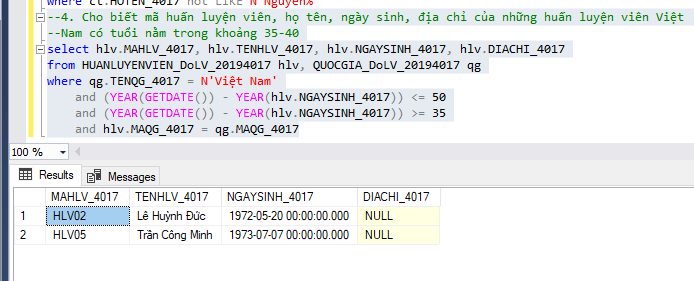 where ct.HOTEN_4017 not LIKE N'Nguyễn%'
--4. Cho biết mã huấn luyện viên, họ tên, ngày sinh, địa chỉ của những huấn luyện viên Việt
--Nam có tuổi nằm trong khoảng 35-40
select hlv.MAHLV_4017, hlv.TENHLV_4017, hlv.NGAYSINH_4017, hlv.DIACHI_4017
from HUANLUYENVIEN_DoLV_20194017 hlv, QUOCGIA_DoLV_20194017 qg
where qg.TENQG_4017 = N'Việt Nam'
and (YEAR(GETDATE()) - YEAR(hlv.NGAYSINH_4017)) <= 50
and (YEAR(GETDATE()) - YEAR(hlv.NGAYSINH_4017)) >= 35
and hlv.MAQG_4017 = qg.MAQG_4017
100 %
Results Messages
MAHLV_4017 TENHLV_4017 NGAYSINH_4017 DIACHI_4017
1 HLV02 Lê Huỳnh Đức 1972-05-20 00:00:00.000 NULL
2 HLV05 Trần Công Minh 1973-07-07 00:00:00.000 NULL